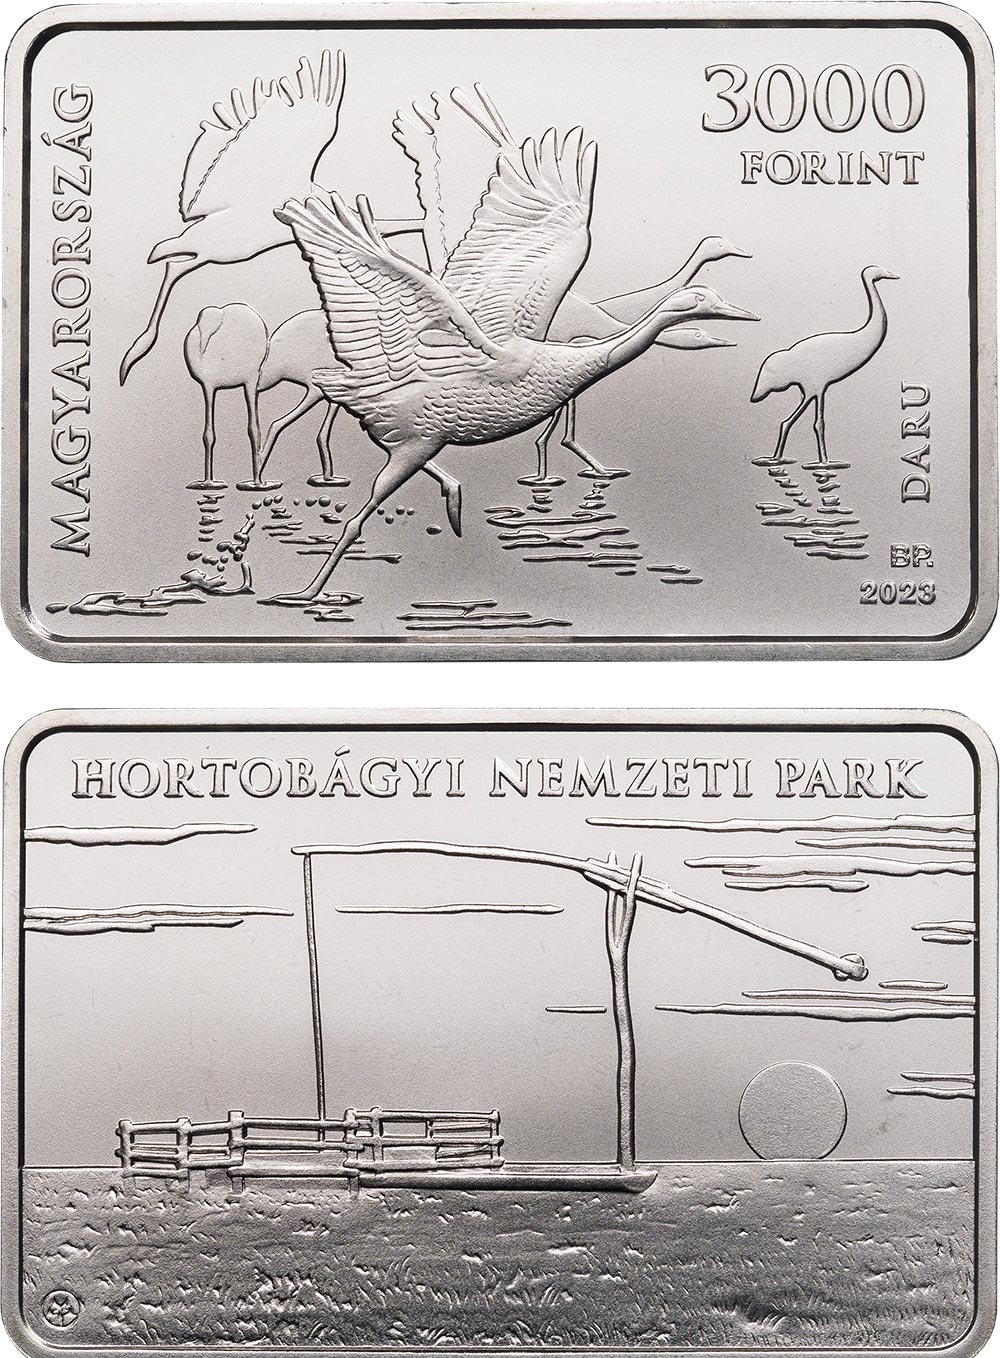 MAGYARORSZÁG
3000
FORINT
DARU
BP.
2023
HORTOBÁGYI NEMZETI PARK